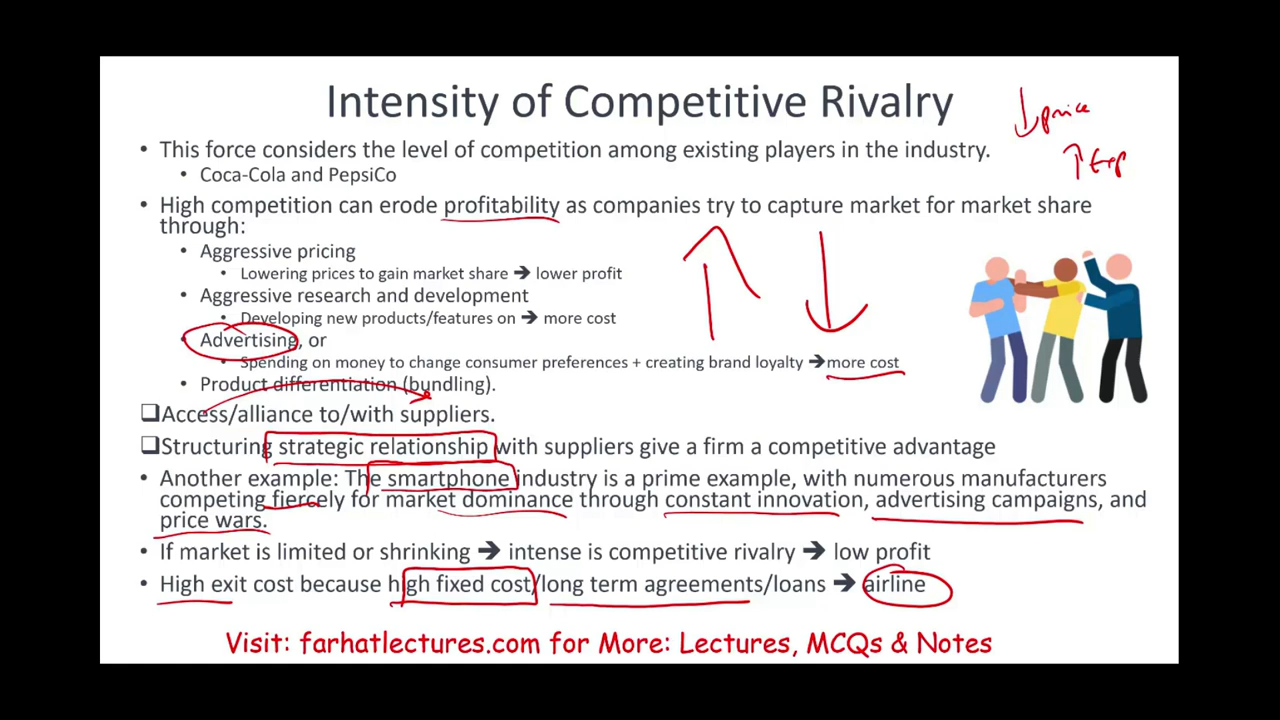 Intensity of Competitive Rivalry
↓price
↑Exp
• This force considers the level of competition among existing players in the industry.
• Coca-Cola and PepsiCo
• High competition can erode profitability as companies try to capture market for market share
through:
• Aggressive pricing
• Lowering prices to gain market share ➔ lower profit
• Aggressive research and development
• Developing new products/features on ➔ more cost
• Advertising, or
• Spending on money to change consumer preferences + creating brand loyalty ➔more cost
• Product differentiation (bundling).
❑Access/alliance to/with suppliers.
❑Structuring strategic relationship with suppliers give a firm a competitive advantage
• Another example: The smartphone industry is a prime example, with numerous manufacturers
competing fiercely for market dominance through constant innovation, advertising campaigns, and
price wars.
• If market is limited or shrinking ➔ intense is competitive rivalry ➔ low profit
• High exit cost because high fixed cost/long term agreements/loans ➔ airline
Visit: farhatlectures.com for More: Lectures, MCQs & Notes